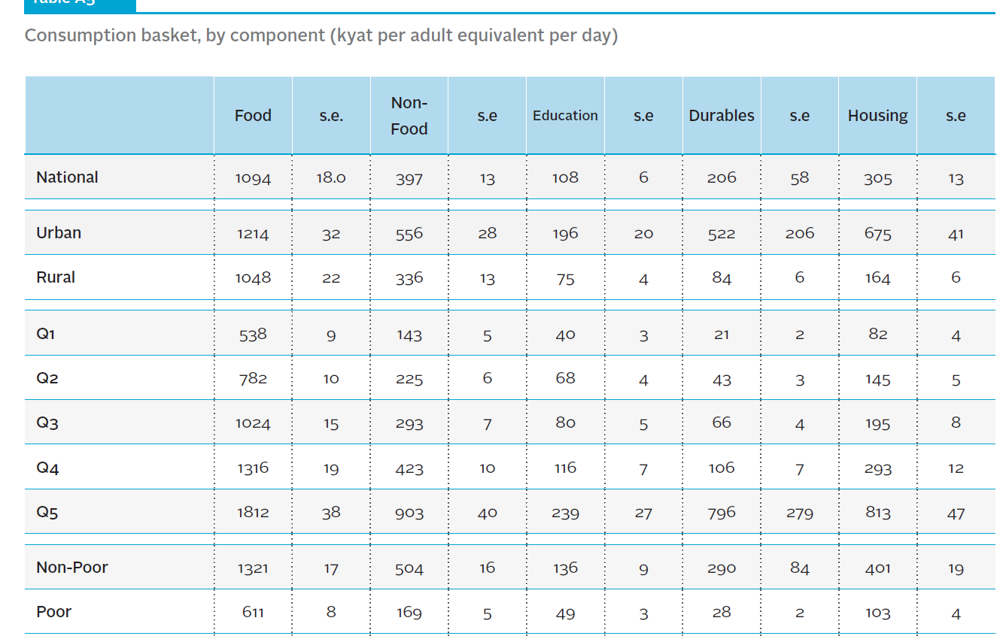 Table A5
Consumption basket, by component (kyat per adult equivalent per day)
Food s.e. Non-Food s.e Education s.e Durables s.e Housing s.e
National 1094 18.0 397 13 108 6 206 58 305 13
Urban 1214 32 556 28 196 20 522 206 675 41
Rural 1048 22 336 13 75 4 84 6 164 6
Q1 538 9 143 5 40 3 21 2 82 4
Q2 782 10 225 6 68 4 43 3 145 5
Q3 1024 15 293 7 80 5 66 4 195 8
Q4 1316 19 423 10 116 7 106 7 293 12
Q5 1812 38 903 40 239 27 796 279 813 47
Non-Poor 1321 17 504 16 136 9 290 84 401 19
Poor 611 8 169 5 49 3 28 2 103 4